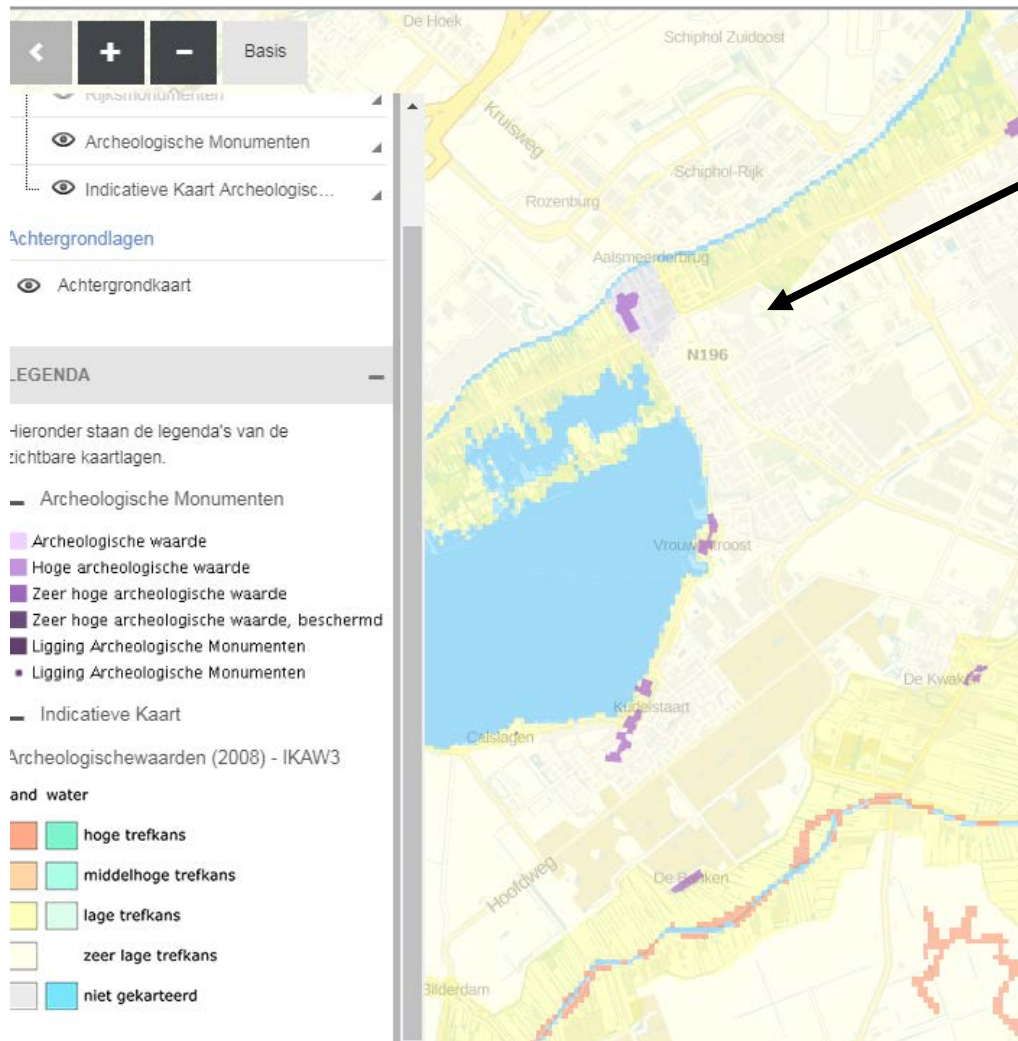 Basis
Rijksmonumenten
Archeologische Monumenten
Indicatieve Kaart Archeologisc...
Achtergrondlagen
Achtergrondkaart
LEGENDA
Hieronder staan de legenda's van de
zichtbare kaartlagen.
Archeologische Monumenten
Archeologische waarde
Hoge archeologische waarde
Zeer hoge archeologische waarde
Zeer hoge archeologische waarde, beschermd
Ligging Archeologische Monumenten
Ligging Archeologische Monumenten
Indicatieve Kaart
Archeologischewaarden (2008) - IKAW3
and water
hoge trefkans
middelhoge trefkans
lage trefkans
zeer lage trefkans
niet gekarteerd
De Hoek
Schiphol Zuidoost
Kruisweg
Schiphol-Rijk
Rozenburg
Aalsmeerderbrug
N196
De Kwakel
Kudelstaart
Calslagen
Hoofdweg
Bilderdam